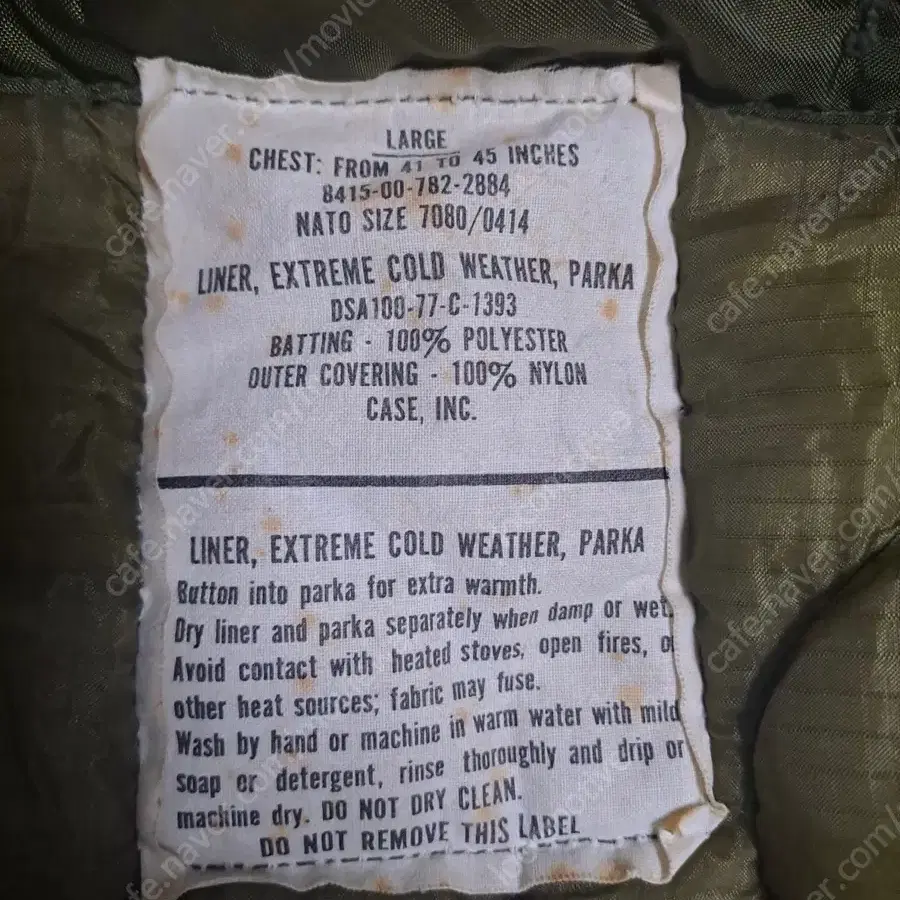 LARGE
CHEST: FROM 41 TO 45 INCHES
8415-00-782-2884
NATO SIZE 7080/0414
LINER, EXTREME COLD WEATHER, PARKA
DSA100-77-C-1393
BATTING - 100% POLYESTER
OUTER COVERING - 100% NYLON
CASE, INC.
LINER, EXTREME COLD WEATHER, PARKA
Button into parka for extra warmth.
Dry liner and parka separately when damp or wet.
Avoid contact with heated stoves, open fires, or
other heat sources; fabric may fuse.
Wash by hand or machine in warm water with mild
soap or detergent, rinse thoroughly and drip or
machine dry. DO NOT DRY CLEAN.
DO NOT REMOVE THIS LABEL